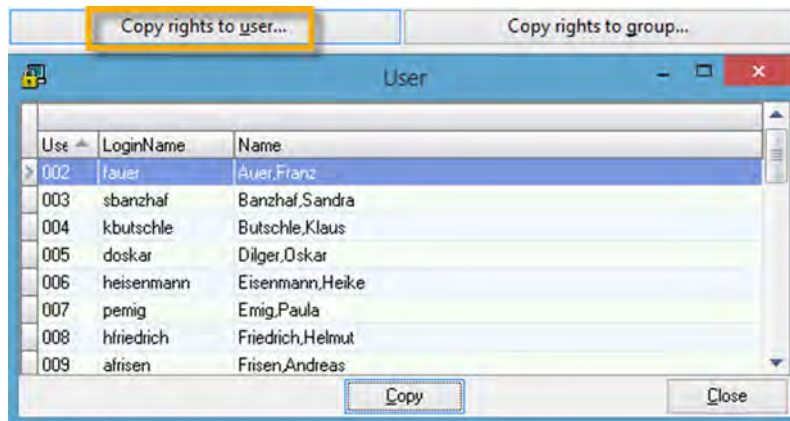 Copy rights to user... Copy rights to group...
User
Use LoginName Name
002 fauer Auer,Franz
003 sbanzhaf Banzhaf,Sandra
004 kbutschle Butschle,Klaus
005 doskar Dilger,Oskar
006 heisenmann Eisenmann,Heike
007 pemig Emig,Paula
008 hfriedrich Friedrich,Helmut
009 afrisen Frisen,Andreas
Copy Close